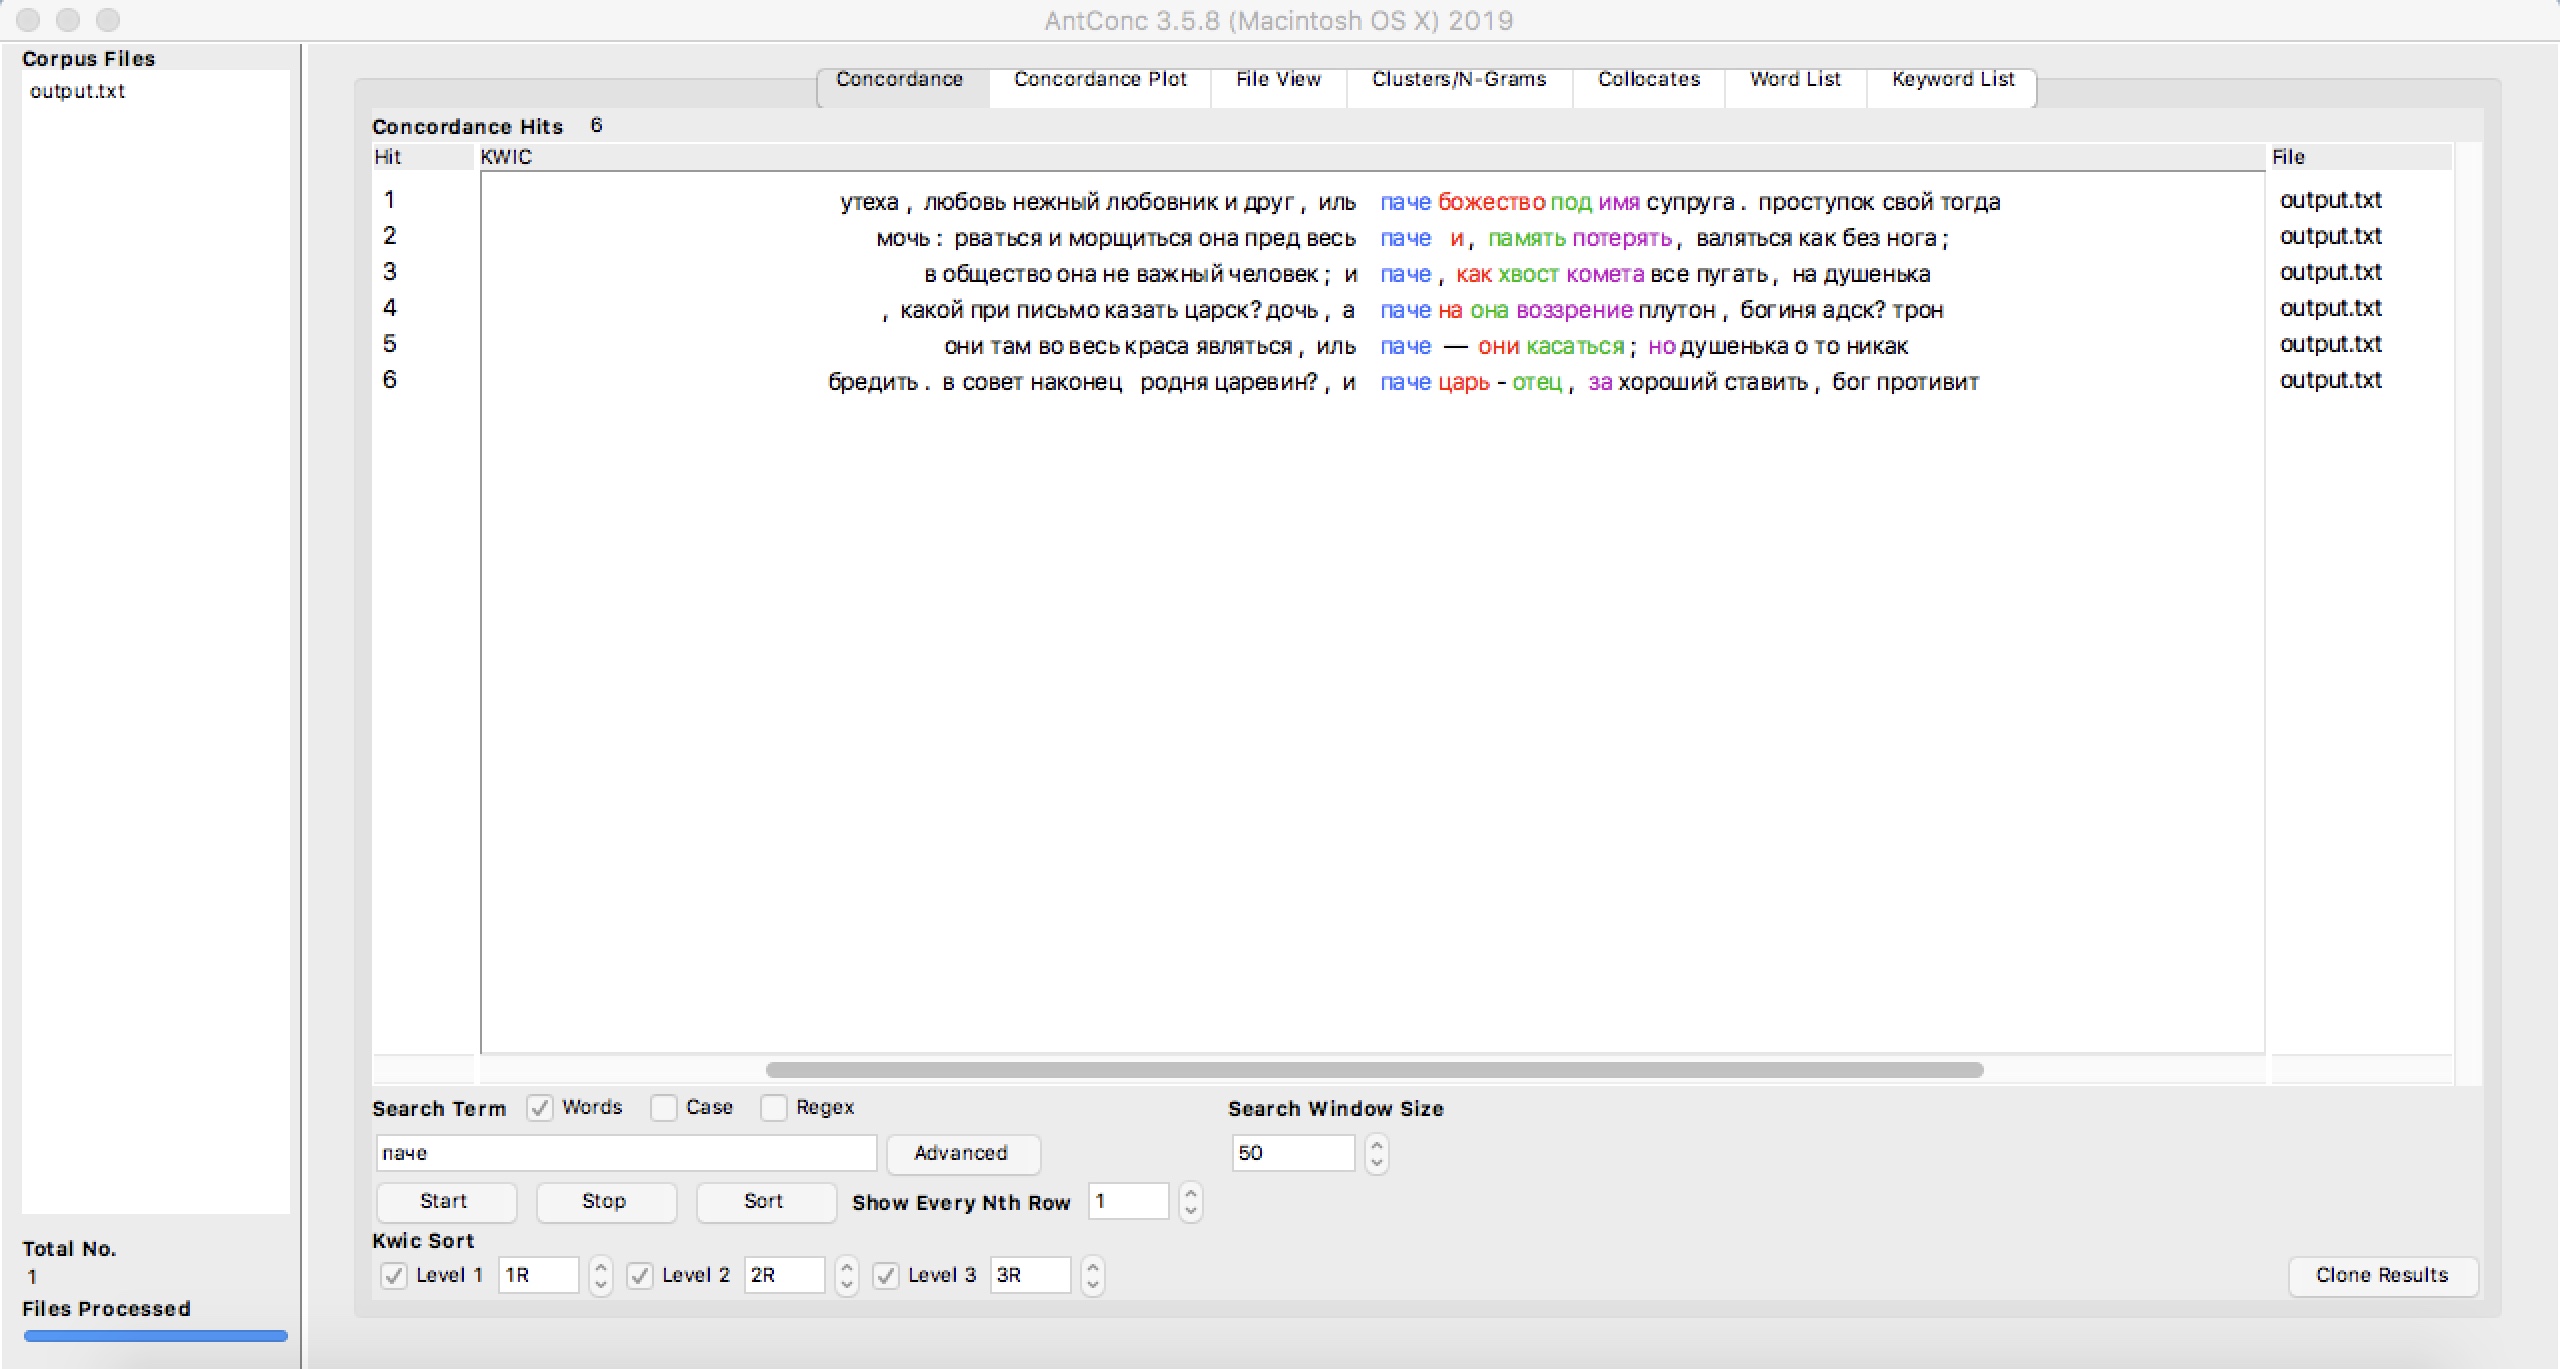 AntConc 3.5.8 (Macintosh OS X) 2019
Corpus Files
output.txt
Concordance Concordance Plot File View Clusters/N-Grams Collocates Word List Keyword List
Concordance Hits 6
Hit KWIC File
1 утеха , любовь нежный любовник и друг , иль паче божество под имя супруга . проступок свой тогда output.txt
2 мочь : рваться и морщиться она пред весь паче и , память потерять , валяться как без нога ; output.txt
3 в общество она не важный человек ; и паче , как хвост комета все пугать , на душенька output.txt
4 , какой при письмо казать царск? дочь , а паче на она воззрение плутон , богиня адск? трон output.txt
5 они там во весь краса являться , иль паче — они касаться ; но душенька о то никак output.txt
6 бредить . в совет наконец родня царевин? , и паче царь - отец , за хороший ставить , бог противит output.txt
Search Term Words Case Regex Search Window Size
паче Advanced 50
Start Stop Sort Show Every Nth Row 1
Kwic Sort
Level 1 1R Level 2 2R Level 3 3R Clone Results
Total No.
1
Files Processed